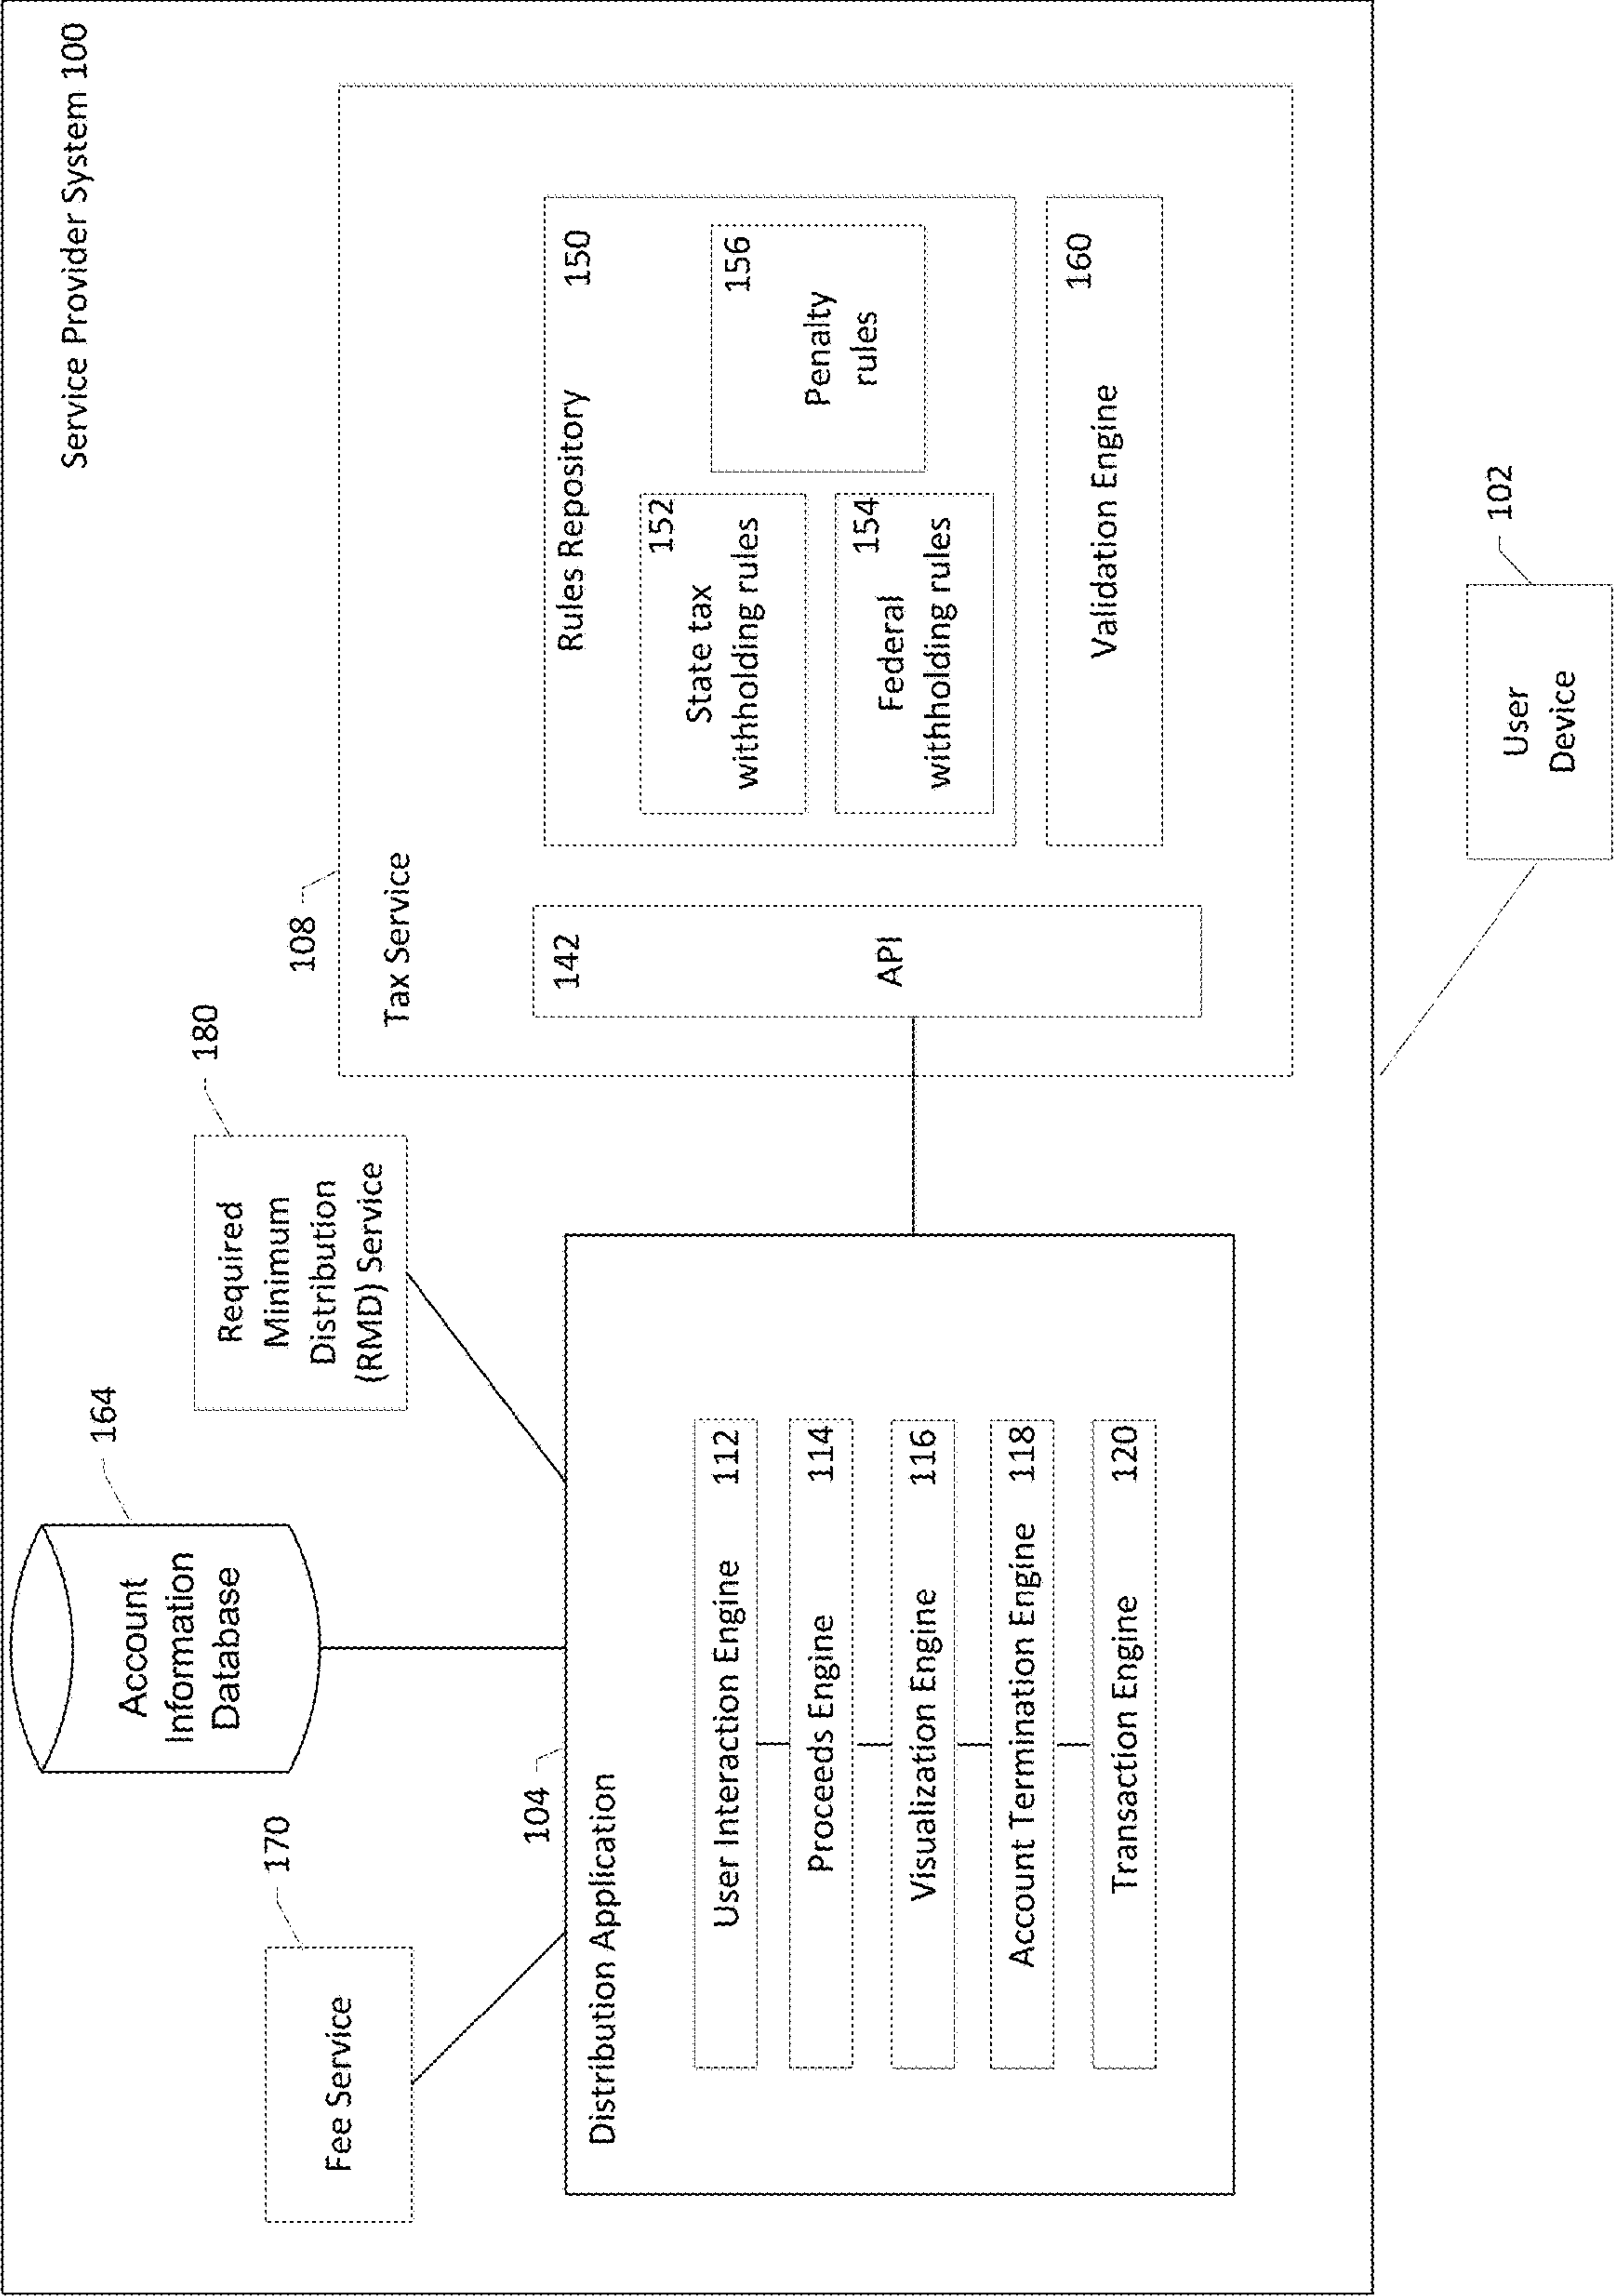 Service Provider System 100
164
Account
Information
Database
170
Fee Service
180
Required
Minimum
Distribution
(RMD) Service
104
Distribution Application
User Interaction Engine 112
Proceeds Engine 114
Visualization Engine 116
Account Termination Engine 118
Transaction Engine 120
108
Tax Service
142
API
Rules Repository 150
152
State tax
withholding rules
154
Federal
withholding rules
156
Penalty
rules
Validation Engine 160
102
User
Device